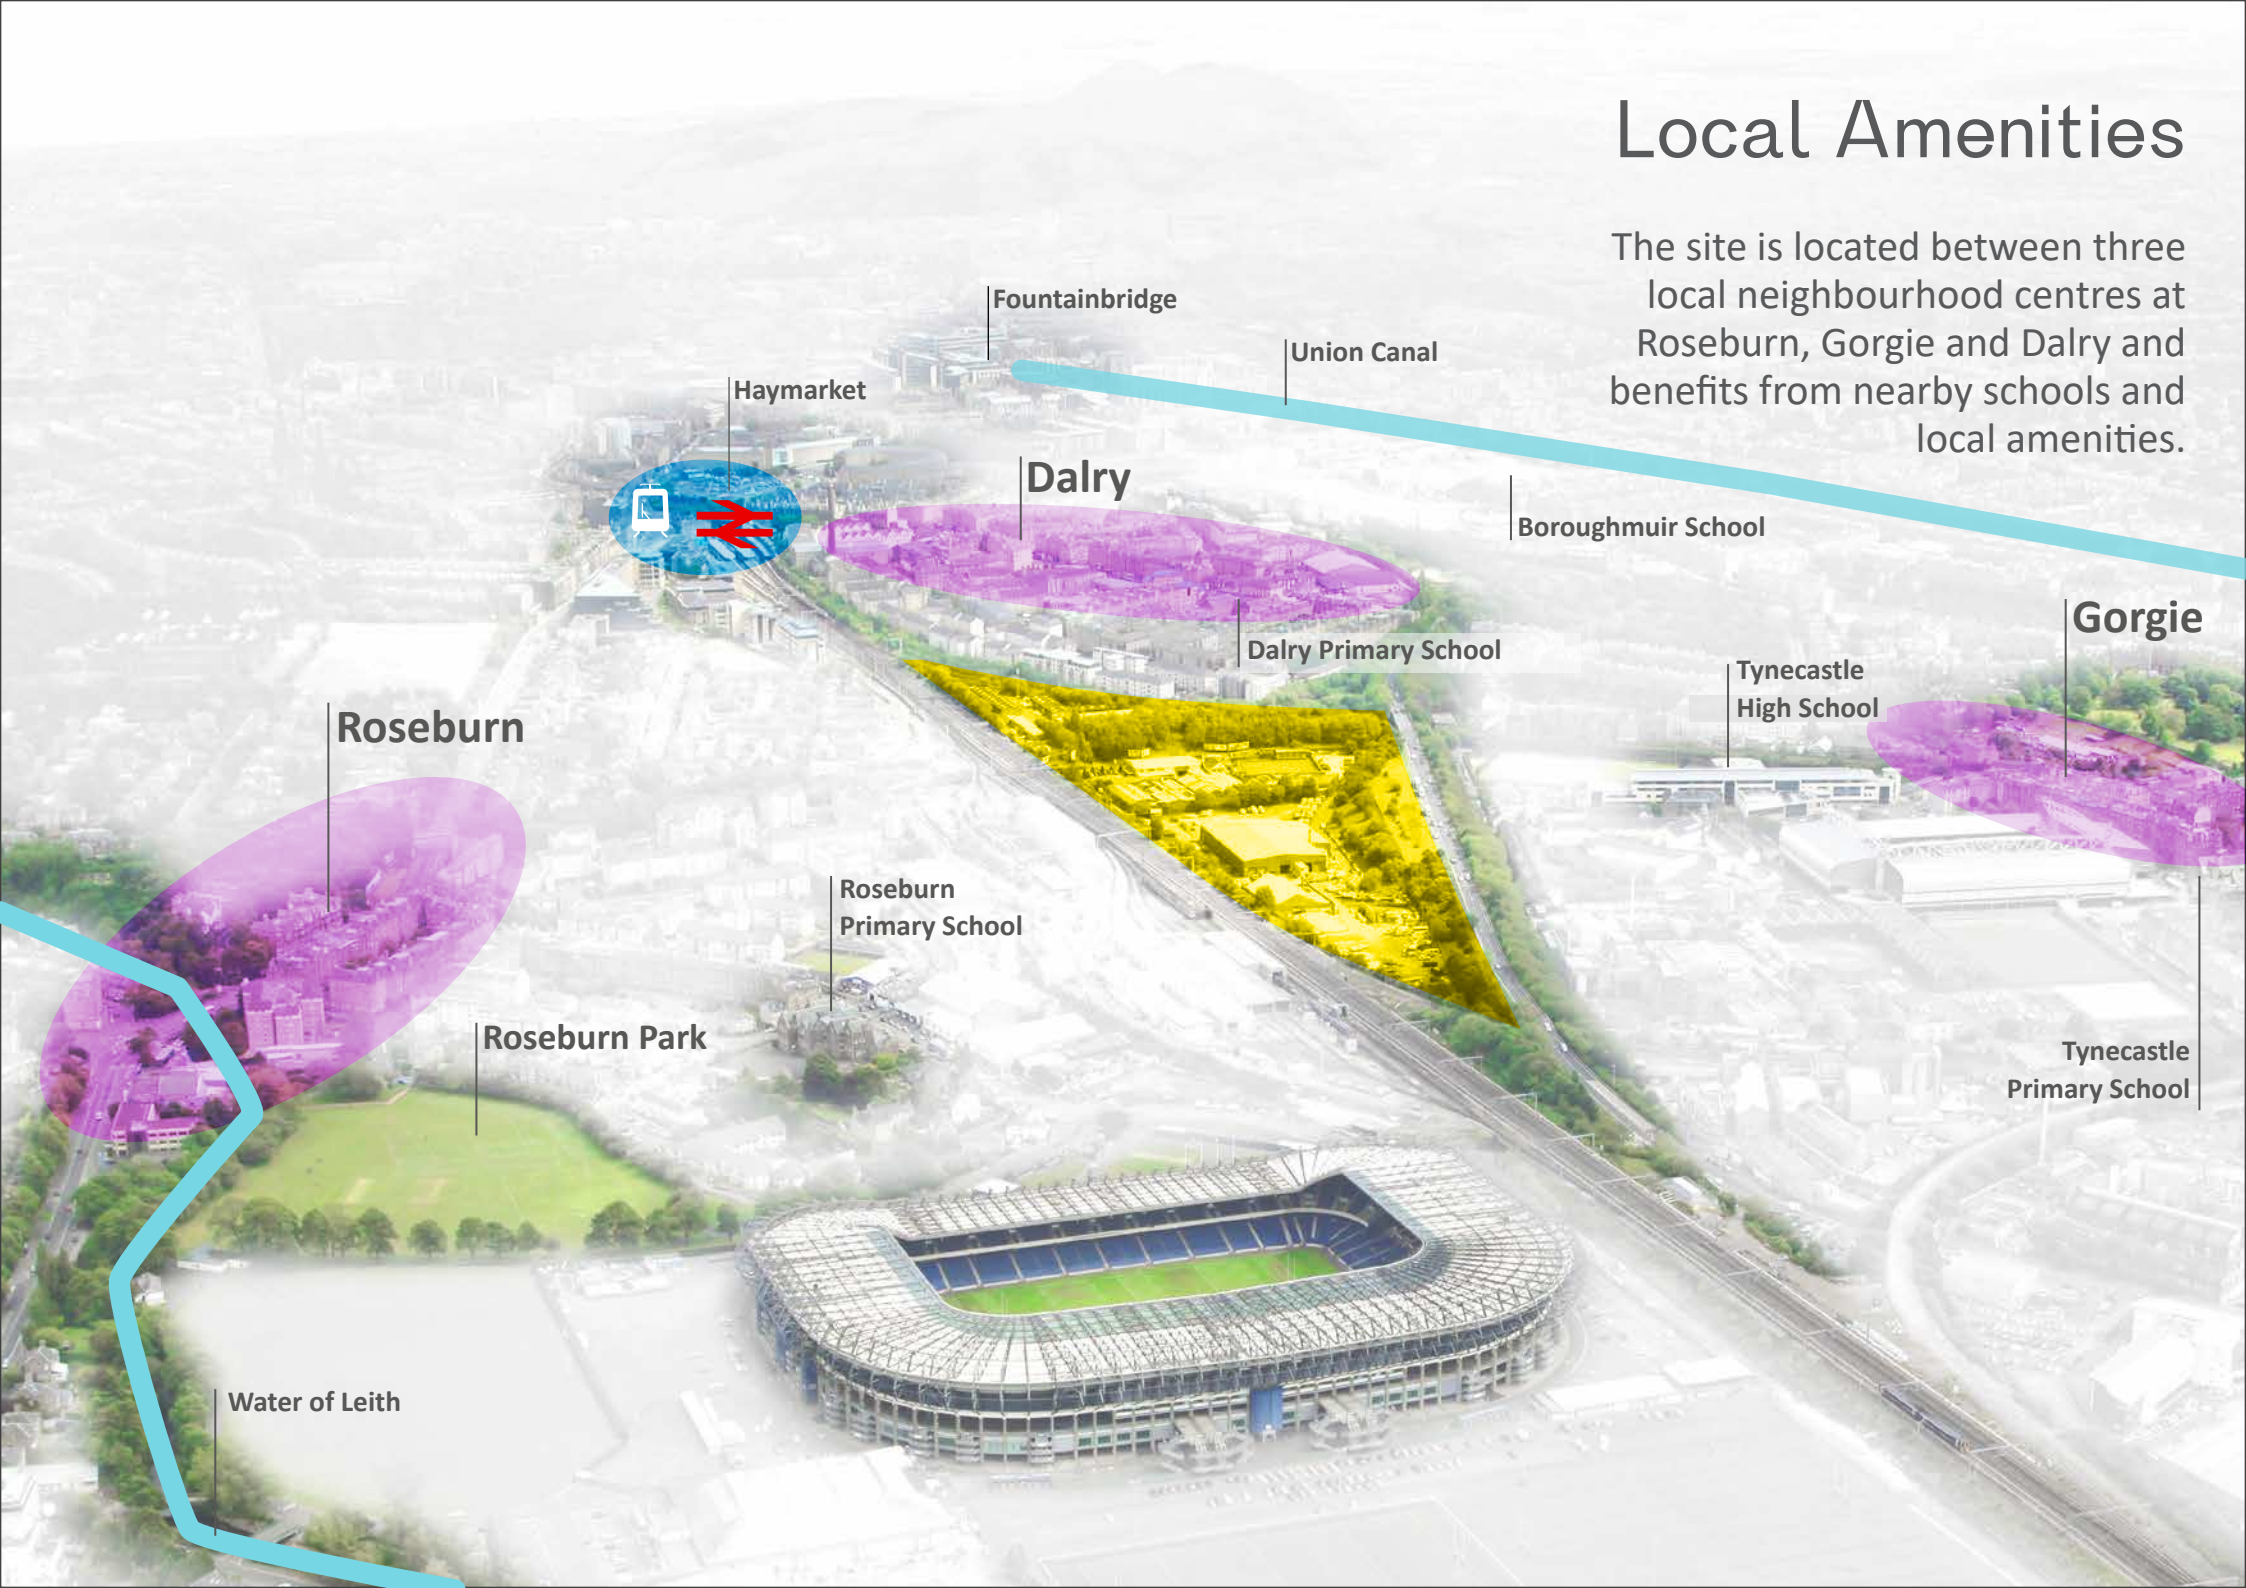 Local Amenities
The site is located between three
local neighbourhood centres at
Roseburn, Gorgie and Dalry and
benefits from nearby schools and
local amenities.
Fountainbridge
Union Canal
Haymarket
Dalry
Boroughmuir School
Gorgie
Dalry Primary School
Tynecastle
High School
Roseburn
Roseburn
Primary School
Roseburn Park
Tynecastle
Primary School
Water of Leith